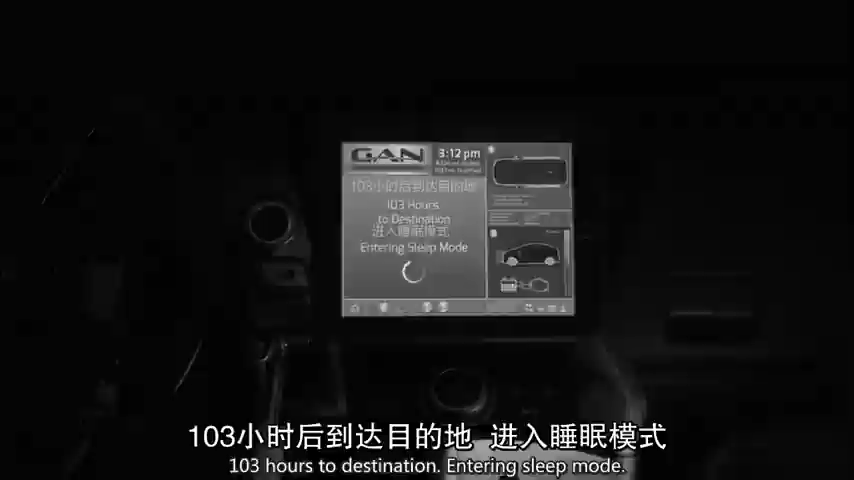 GAN
3:12 pm
103小时后到达目的地
103 Hours
to Destination
进入睡眠模式
Entering Sleep Mode
103小时后到达目的地 进入睡眠模式
103 hours to destination. Entering sleep mode.